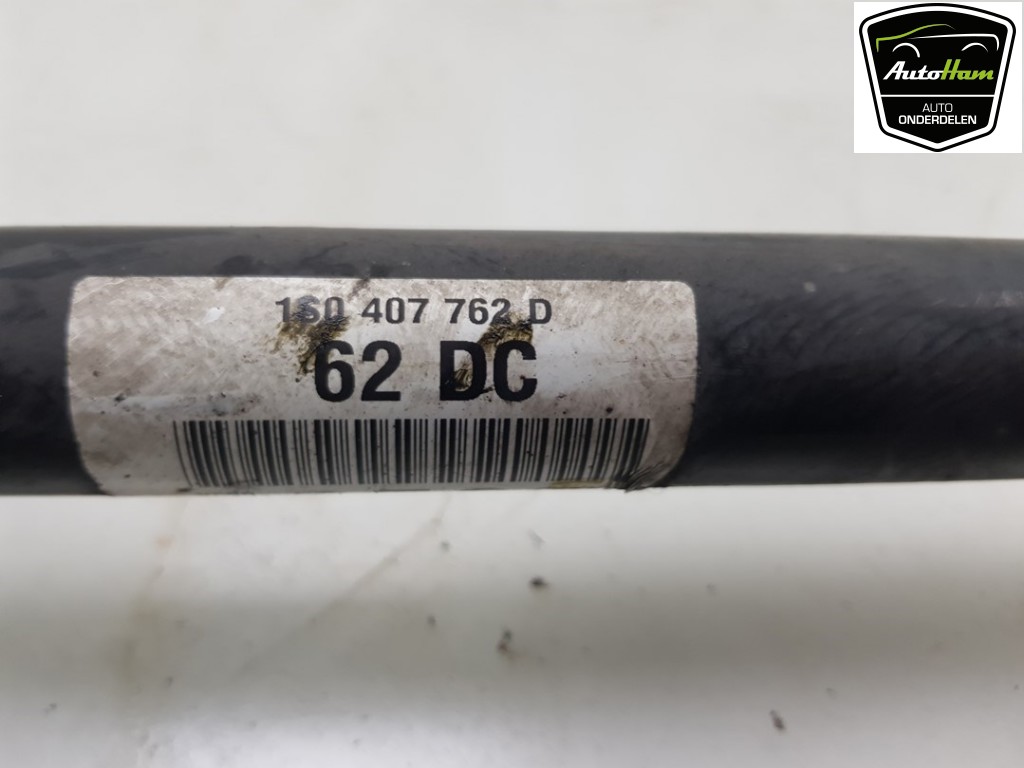 AutoHam
AUTO
ONDERDELEN
1S0 407 762 D
62 DC